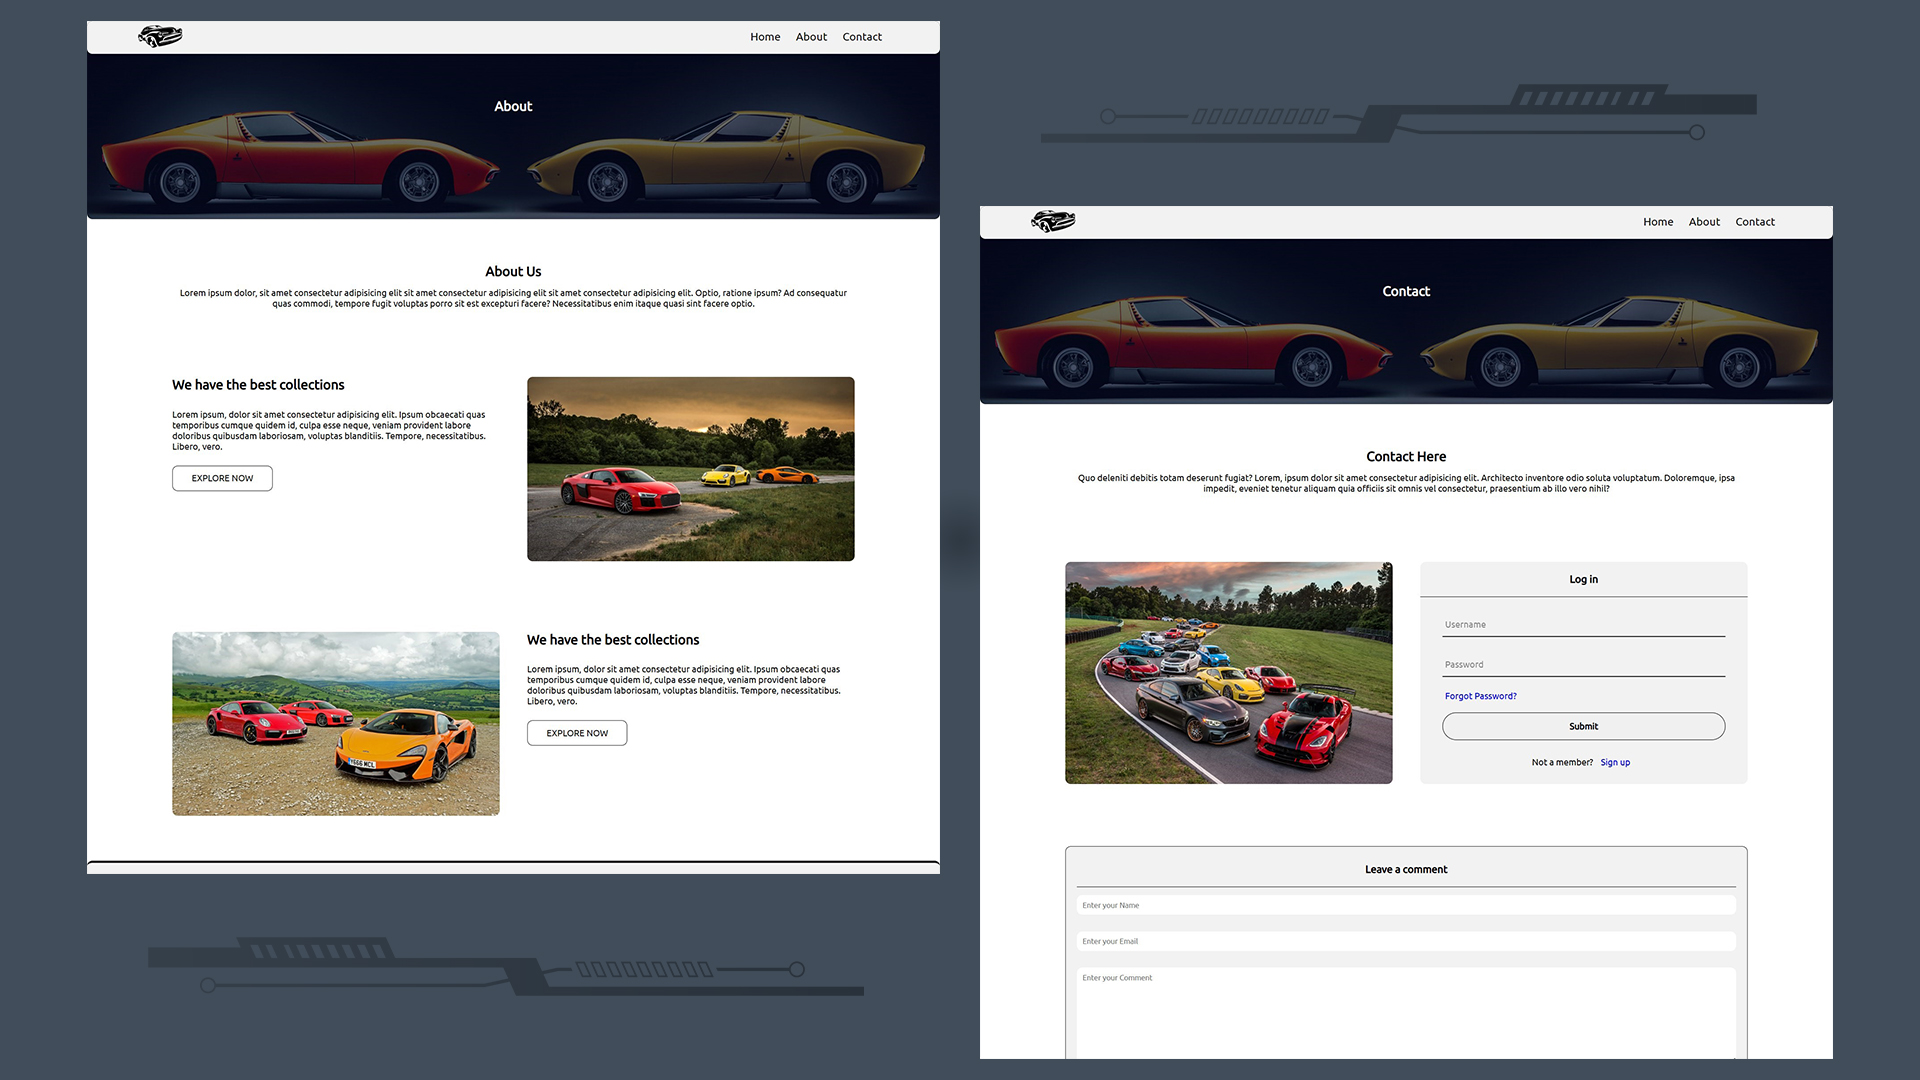 Home About Contact
About
About Us
Lorem ipsum dolor, sit amet consectetur adipisicing elit sit amet consectetur adipisicing elit sit amet consectetur adipisicing elit. Optio, ratione ipsum? Ad consequatur
quas commodi, tempore fugit voluptas porro sit est excepturi facere? Necessitatibus enim itaque quasi sint facere optio.
We have the best collections
Lorem ipsum, dolor sit amet consectetur adipisicing elit. Ipsum obcaecati quas
temporibus cumque quidem id, culpa esse neque, veniam provident labore
doloribus quibusdam laboriosam, voluptas blanditiis. Tempore, necessitatibus.
Libero, vero.
EXPLORE NOW
We have the best collections
Lorem ipsum, dolor sit amet consectetur adipisicing elit. Ipsum obcaecati quas
temporibus cumque quidem id, culpa esse neque, veniam provident labore
doloribus quibusdam laboriosam, voluptas blanditiis. Tempore, necessitatibus.
Libero, vero.
EXPLORE NOW
Home About Contact
Contact
Contact Here
Quo deleniti debitis totam deserunt fugiat? Lorem, ipsum dolor sit amet consectetur adipisicing elit. Architecto inventore odio soluta voluptatum. Doloremque, ipsa
impedit, eveniet tenetur aliquam quia officiis sit omnis vel consectetur, praesentium ab illo vero nihil?
Log in
Username
Password
Forgot Password?
Submit
Not a member? Sign up
Leave a comment
Enter your Name
Enter your Email
Enter your Comment